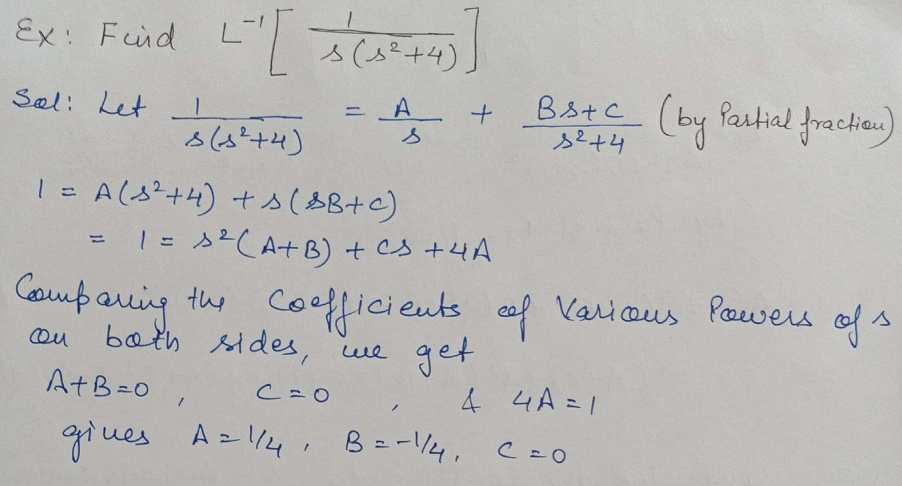 Ex: Find L⁻¹[ 1 / s(s²+4) ]
Sol: Let 1 / s(s²+4) = A / s + Bs+C / s²+4 (by Partial fraction)
1 = A(s²+4) + s(sB+C)
= 1 = s²(A+B) + Cs + 4A
Comparing the Coefficients of Various Powers of s
on both sides, we get
A+B=0 , C=0 , & 4A=1
gives A=1/4 , B=-1/4, C=0